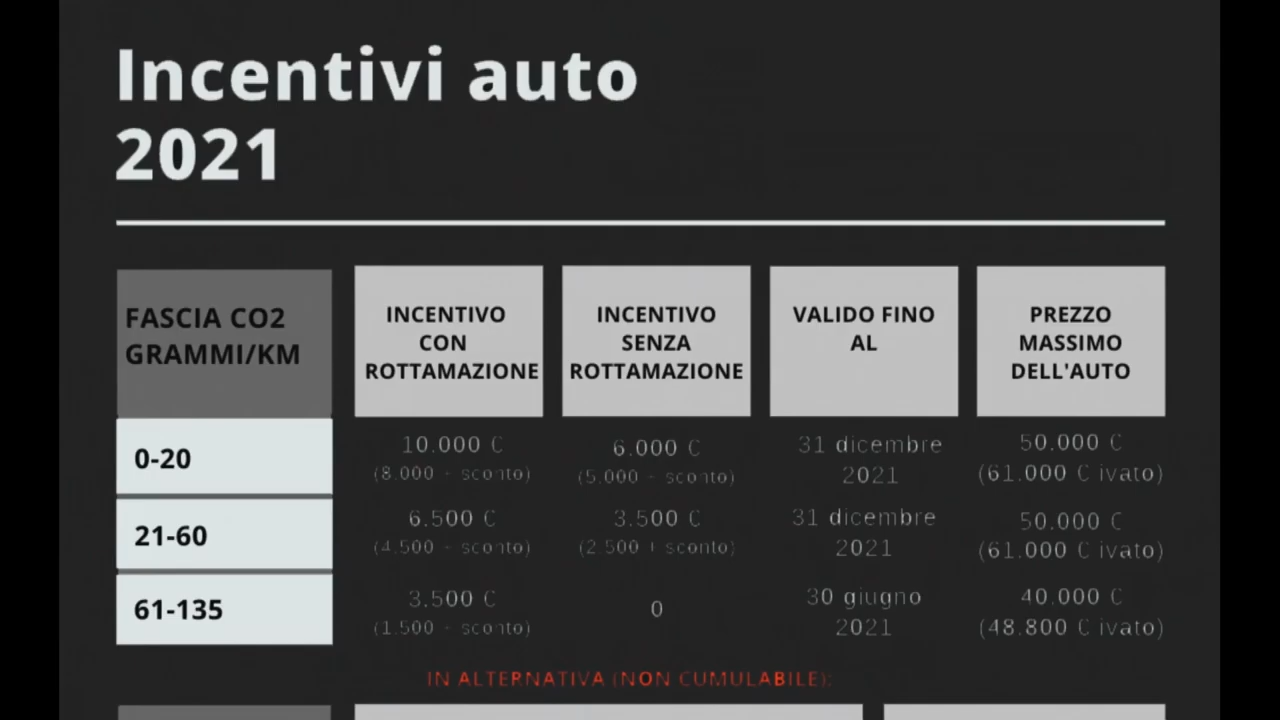 Incentivi auto
2021
FASCIA CO2
GRAMMI/KM
INCENTIVO
CON
ROTTAMAZIONE
INCENTIVO
SENZA
ROTTAMAZIONE
VALIDO FINO
AL
PREZZO
MASSIMO
DELL'AUTO
0-20
10.000 €
(8.000 + sconto)
6.000 €
(5.000 + sconto)
31 dicembre
2021
50.000 €
(61.000 € ivato)
21-60
6.500 €
(4.500 + sconto)
3.500 €
(2.500 + sconto)
31 dicembre
2021
50.000 €
(61.000 € ivato)
61-135
3.500 €
(1.500 + sconto)
0
30 giugno
2021
40.000 €
(48.800 € ivato)
IN ALTERNATIVA (NON CUMULABILE):